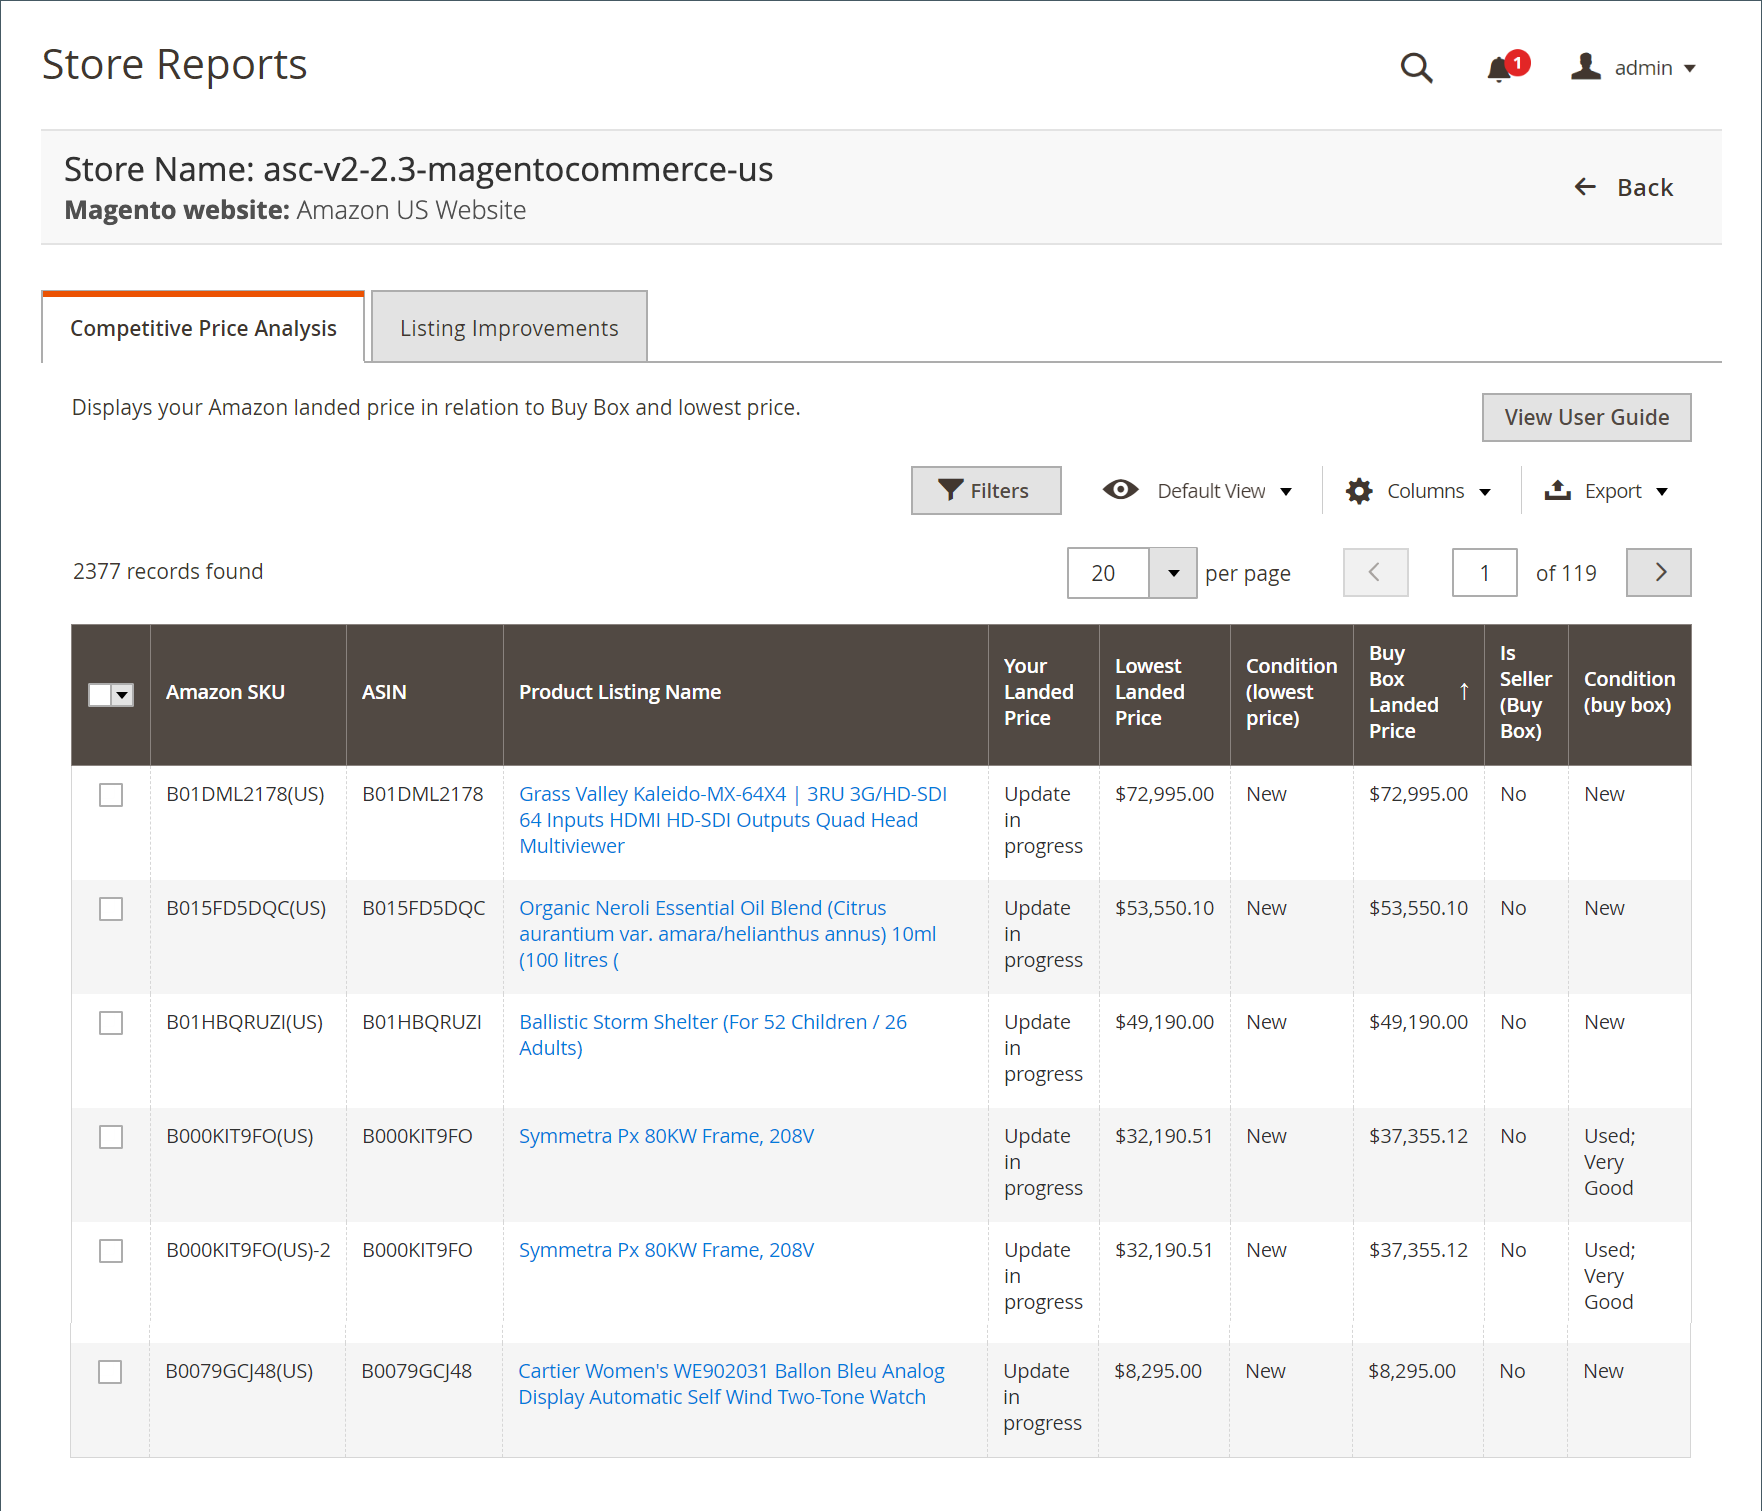 Store Reports
1
admin
Store Name: asc-v2-2.3-magentocommerce-us
Magento website: Amazon US Website
Back
Competitive Price Analysis
Listing Improvements
Displays your Amazon landed price in relation to Buy Box and lowest price.
View User Guide
Filters
Default View
Columns
Export
2377 records found
20
per page
1
of 119
Amazon SKU
ASIN
Product Listing Name
Your
Landed
Price
Lowest
Landed
Price
Condition
(lowest
price)
Buy
Box
Landed
Price
↑
Is
Seller
(Buy
Box)
Condition
(buy box)
B01DML2178(US)
B01DML2178
Grass Valley Kaleido-MX-64X4 | 3RU 3G/HD-SDI
64 Inputs HDMI HD-SDI Outputs Quad Head
Multiviewer
Update
in
progress
$72,995.00
New
$72,995.00
No
New
B015FD5DQC(US)
B015FD5DQC
Organic Neroli Essential Oil Blend (Citrus
aurantium var. amara/helianthus annus) 10ml
(100 litres (
Update
in
progress
$53,550.10
New
$53,550.10
No
New
B01HBQRUZI(US)
B01HBQRUZI
Ballistic Storm Shelter (For 52 Children / 26
Adults)
Update
in
progress
$49,190.00
New
$49,190.00
No
New
B000KIT9FO(US)
B000KIT9FO
Symmetra Px 80KW Frame, 208V
Update
in
progress
$32,190.51
New
$37,355.12
No
Used;
Very
Good
B000KIT9FO(US)-2
B000KIT9FO
Symmetra Px 80KW Frame, 208V
Update
in
progress
$32,190.51
New
$37,355.12
No
Used;
Very
Good
B0079GCJ48(US)
B0079GCJ48
Cartier Women's WE902031 Ballon Bleu Analog
Display Automatic Self Wind Two-Tone Watch
Update
in
progress
$8,295.00
New
$8,295.00
No
New